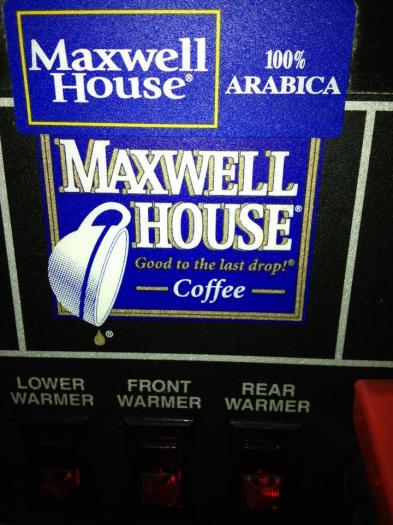 Maxwell
House®
100%
ARABICA
MAXWELL
HOUSE®
Good to the last drop!®
Coffee
®
LOWER
WARMER
FRONT
WARMER
REAR
WARMER